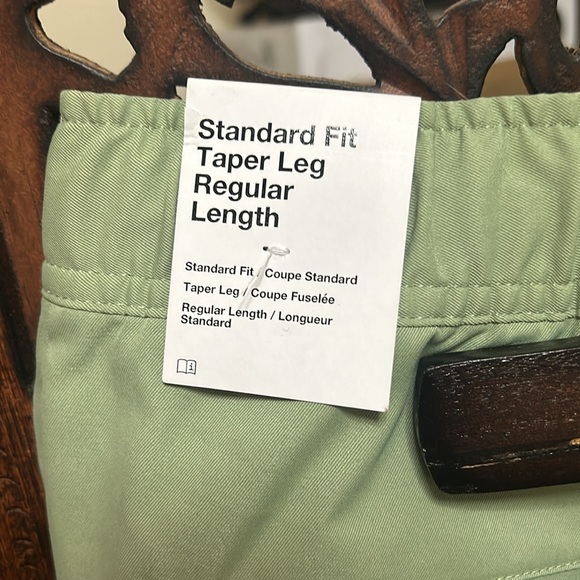 Standard Fit
Taper Leg
Regular
Length
Standard Fit / Coupe Standard
Taper Leg / Coupe Fuselée
Regular Length / Longueur
Standard